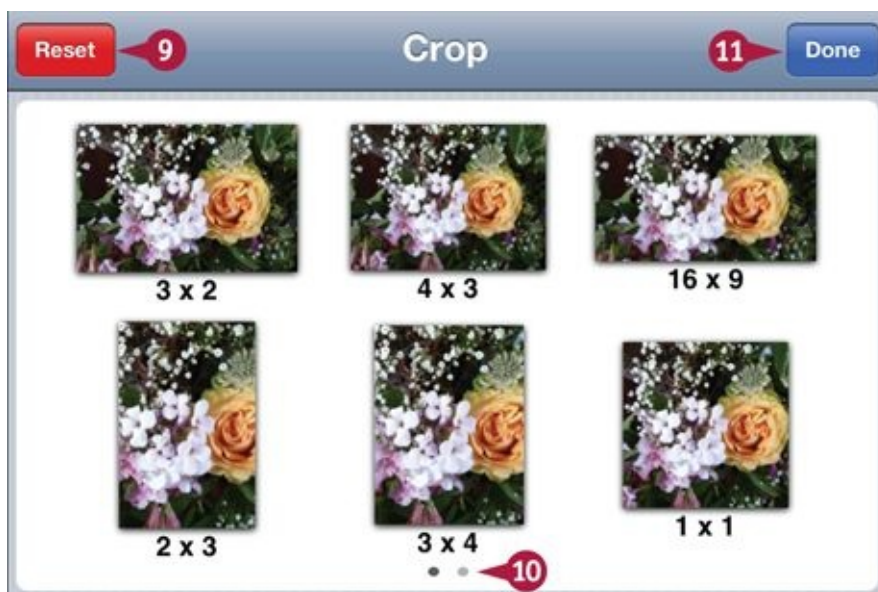 Reset 9 Crop 11 Done
3 x 2 4 x 3 16 x 9
2 x 3 3 x 4 1 x 1
10